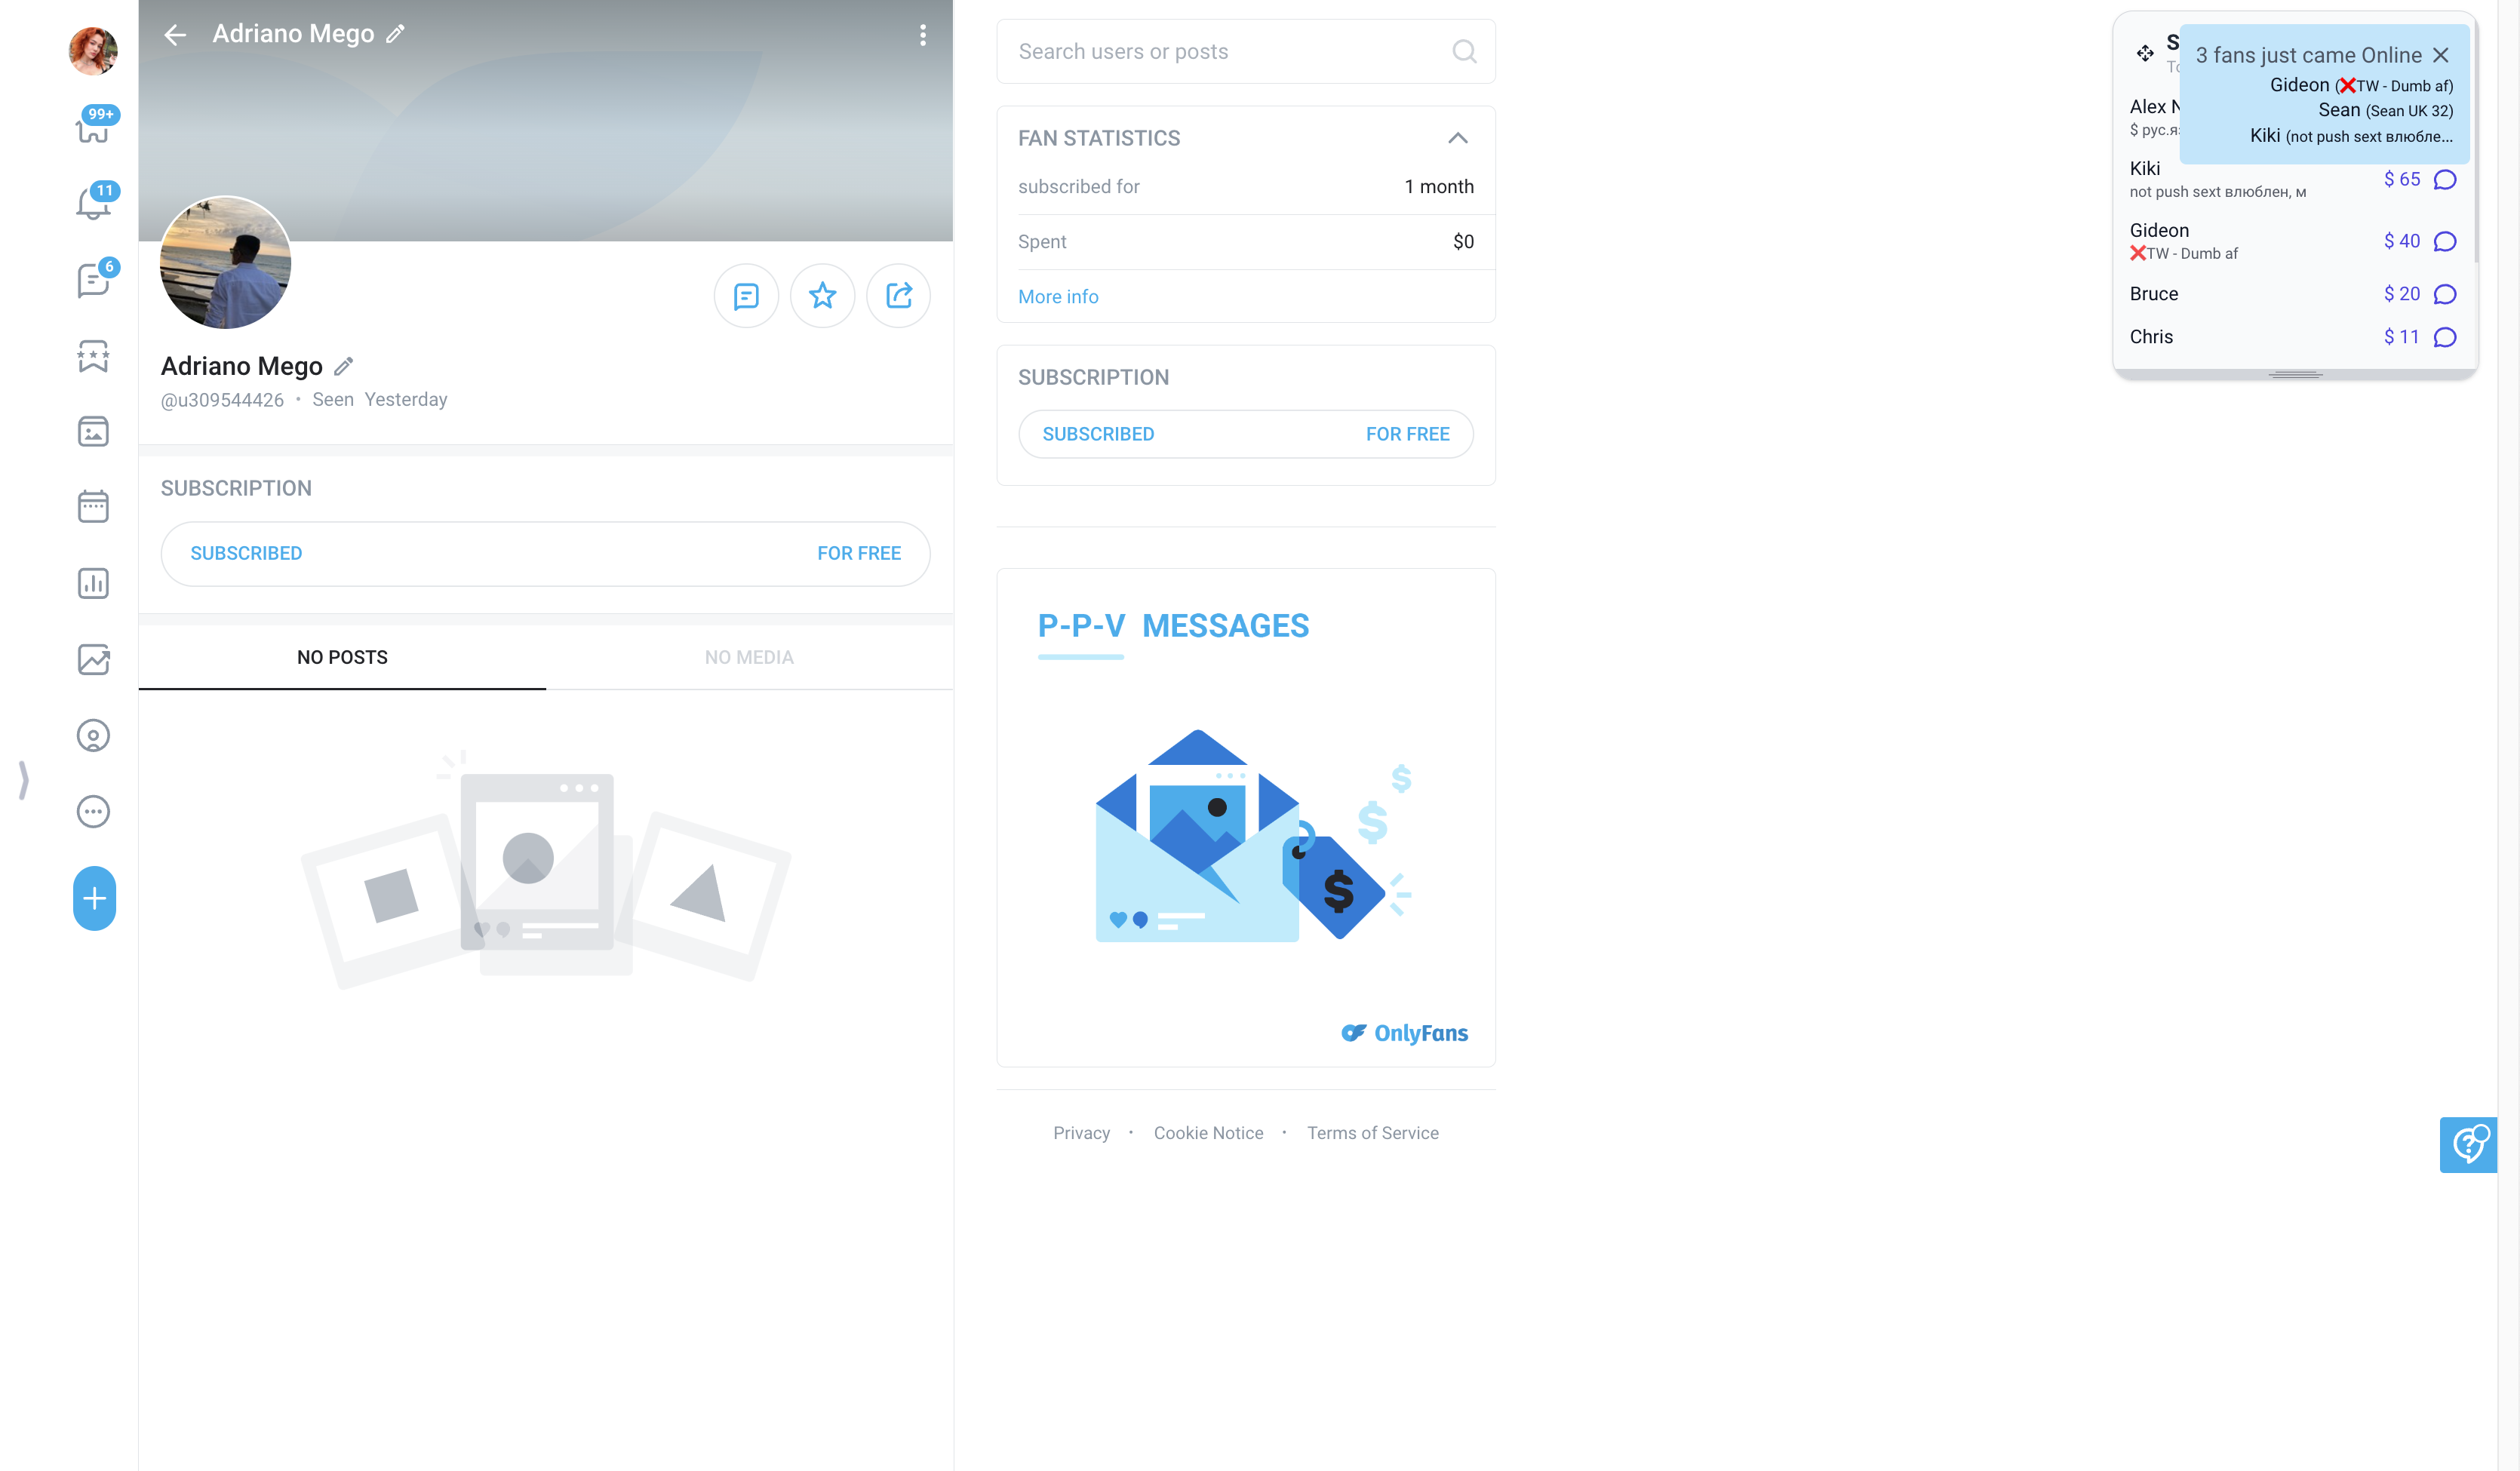 99+
11
6
Adriano Mego
Adriano Mego
@u309544426 • Seen Yesterday
SUBSCRIPTION
SUBSCRIBED FOR FREE
NO POSTS NO MEDIA
Search users or posts
FAN STATISTICS
subscribed for 1 month
Spent $0
More info
SUBSCRIPTION
SUBSCRIBED FOR FREE
P-P-V MESSAGES
$
$
$
OnlyFans
Privacy • Cookie Notice • Terms of Service
3 fans just came Online
Gideon (❌TW - Dumb af)
Sean (Sean UK 32)
Kiki (not push sext влюбле...
Alex
Kiki $ 65
not push sext влюблен, м
Gideon $ 40
❌TW - Dumb af
Bruce $ 20
Chris $ 11